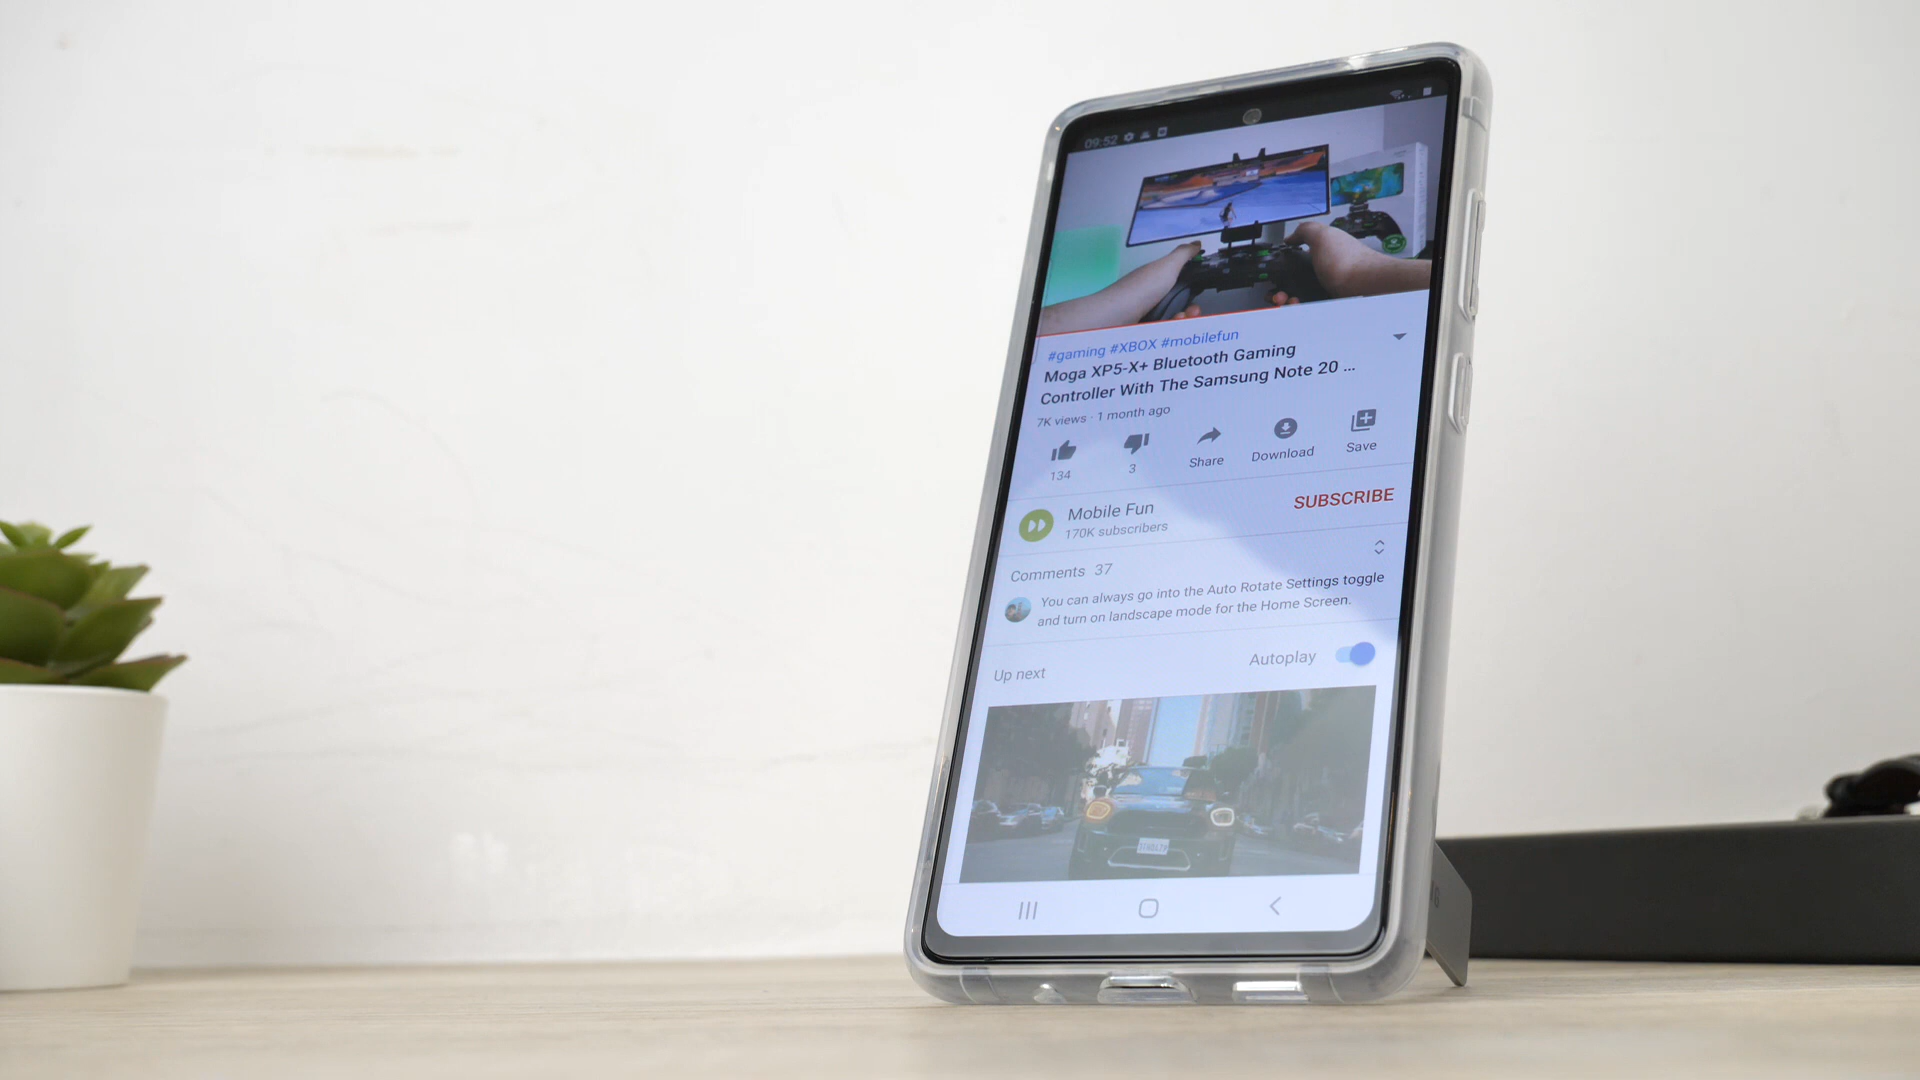 09:52
#gaming #XBOX #mobilefun
Moga XP5-X+ Bluetooth Gaming
Controller With The Samsung Note 20 ...
7K views · 1 month ago
134
3
Share
Download
Save
Mobile Fun
170K subscribers
SUBSCRIBE
Comments 37
You can always go into the Auto Rotate Settings toggle
and turn on landscape mode for the Home Screen.
Up next
Autoplay